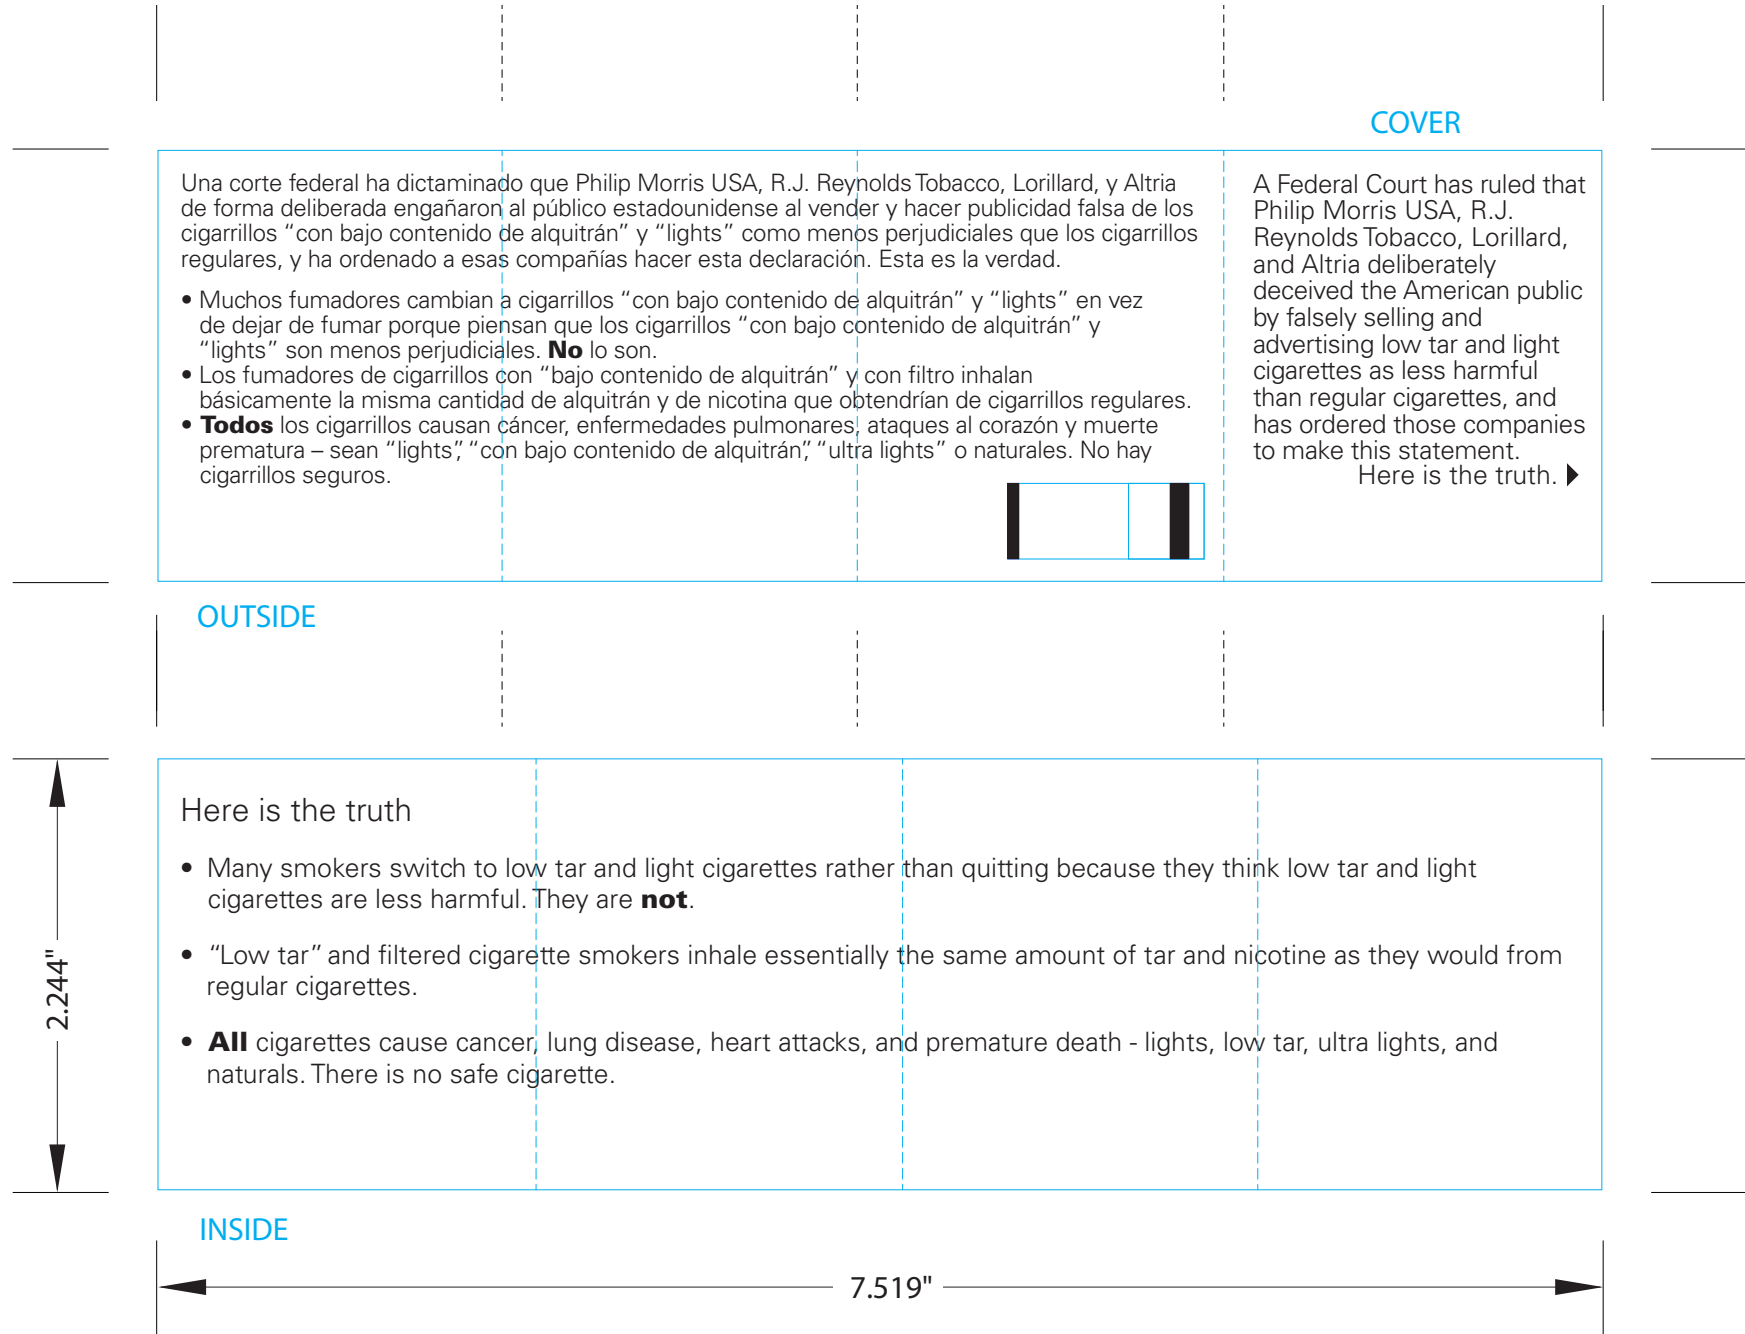 COVER
Una corte federal ha dictaminado que Philip Morris USA, R.J. Reynolds Tobacco, Lorillard, y Altria
de forma deliberada engañaron al público estadounidense al vender y hacer publicidad falsa de los
cigarrillos “con bajo contenido de alquitrán” y “lights” como menos perjudiciales que los cigarrillos
regulares, y ha ordenado a esas compañías hacer esta declaración. Esta es la verdad.
• Muchos fumadores cambian a cigarrillos “con bajo contenido de alquitrán” y “lights” en vez
de dejar de fumar porque piensan que los cigarrillos “con bajo contenido de alquitrán” y
“lights” son menos perjudiciales. No lo son.
• Los fumadores de cigarrillos con “bajo contenido de alquitrán” y con filtro inhalan
básicamente la misma cantidad de alquitrán y de nicotina que obtendrían de cigarrillos regulares.
• Todos los cigarrillos causan cáncer, enfermedades pulmonares, ataques al corazón y muerte
prematura – sean “lights”, “con bajo contenido de alquitrán”, “ultra lights” o naturales. No hay
cigarrillos seguros.
A Federal Court has ruled that
Philip Morris USA, R.J.
Reynolds Tobacco, Lorillard,
and Altria deliberately
deceived the American public
by falsely selling and
advertising low tar and light
cigarettes as less harmful
than regular cigarettes, and
has ordered those companies
to make this statement.
Here is the truth.
OUTSIDE
Here is the truth
• Many smokers switch to low tar and light cigarettes rather than quitting because they think low tar and light
cigarettes are less harmful. They are not.
• “Low tar” and filtered cigarette smokers inhale essentially the same amount of tar and nicotine as they would from
regular cigarettes.
• All cigarettes cause cancer, lung disease, heart attacks, and premature death - lights, low tar, ultra lights, and
naturals. There is no safe cigarette.
2.244"
INSIDE
7.519"